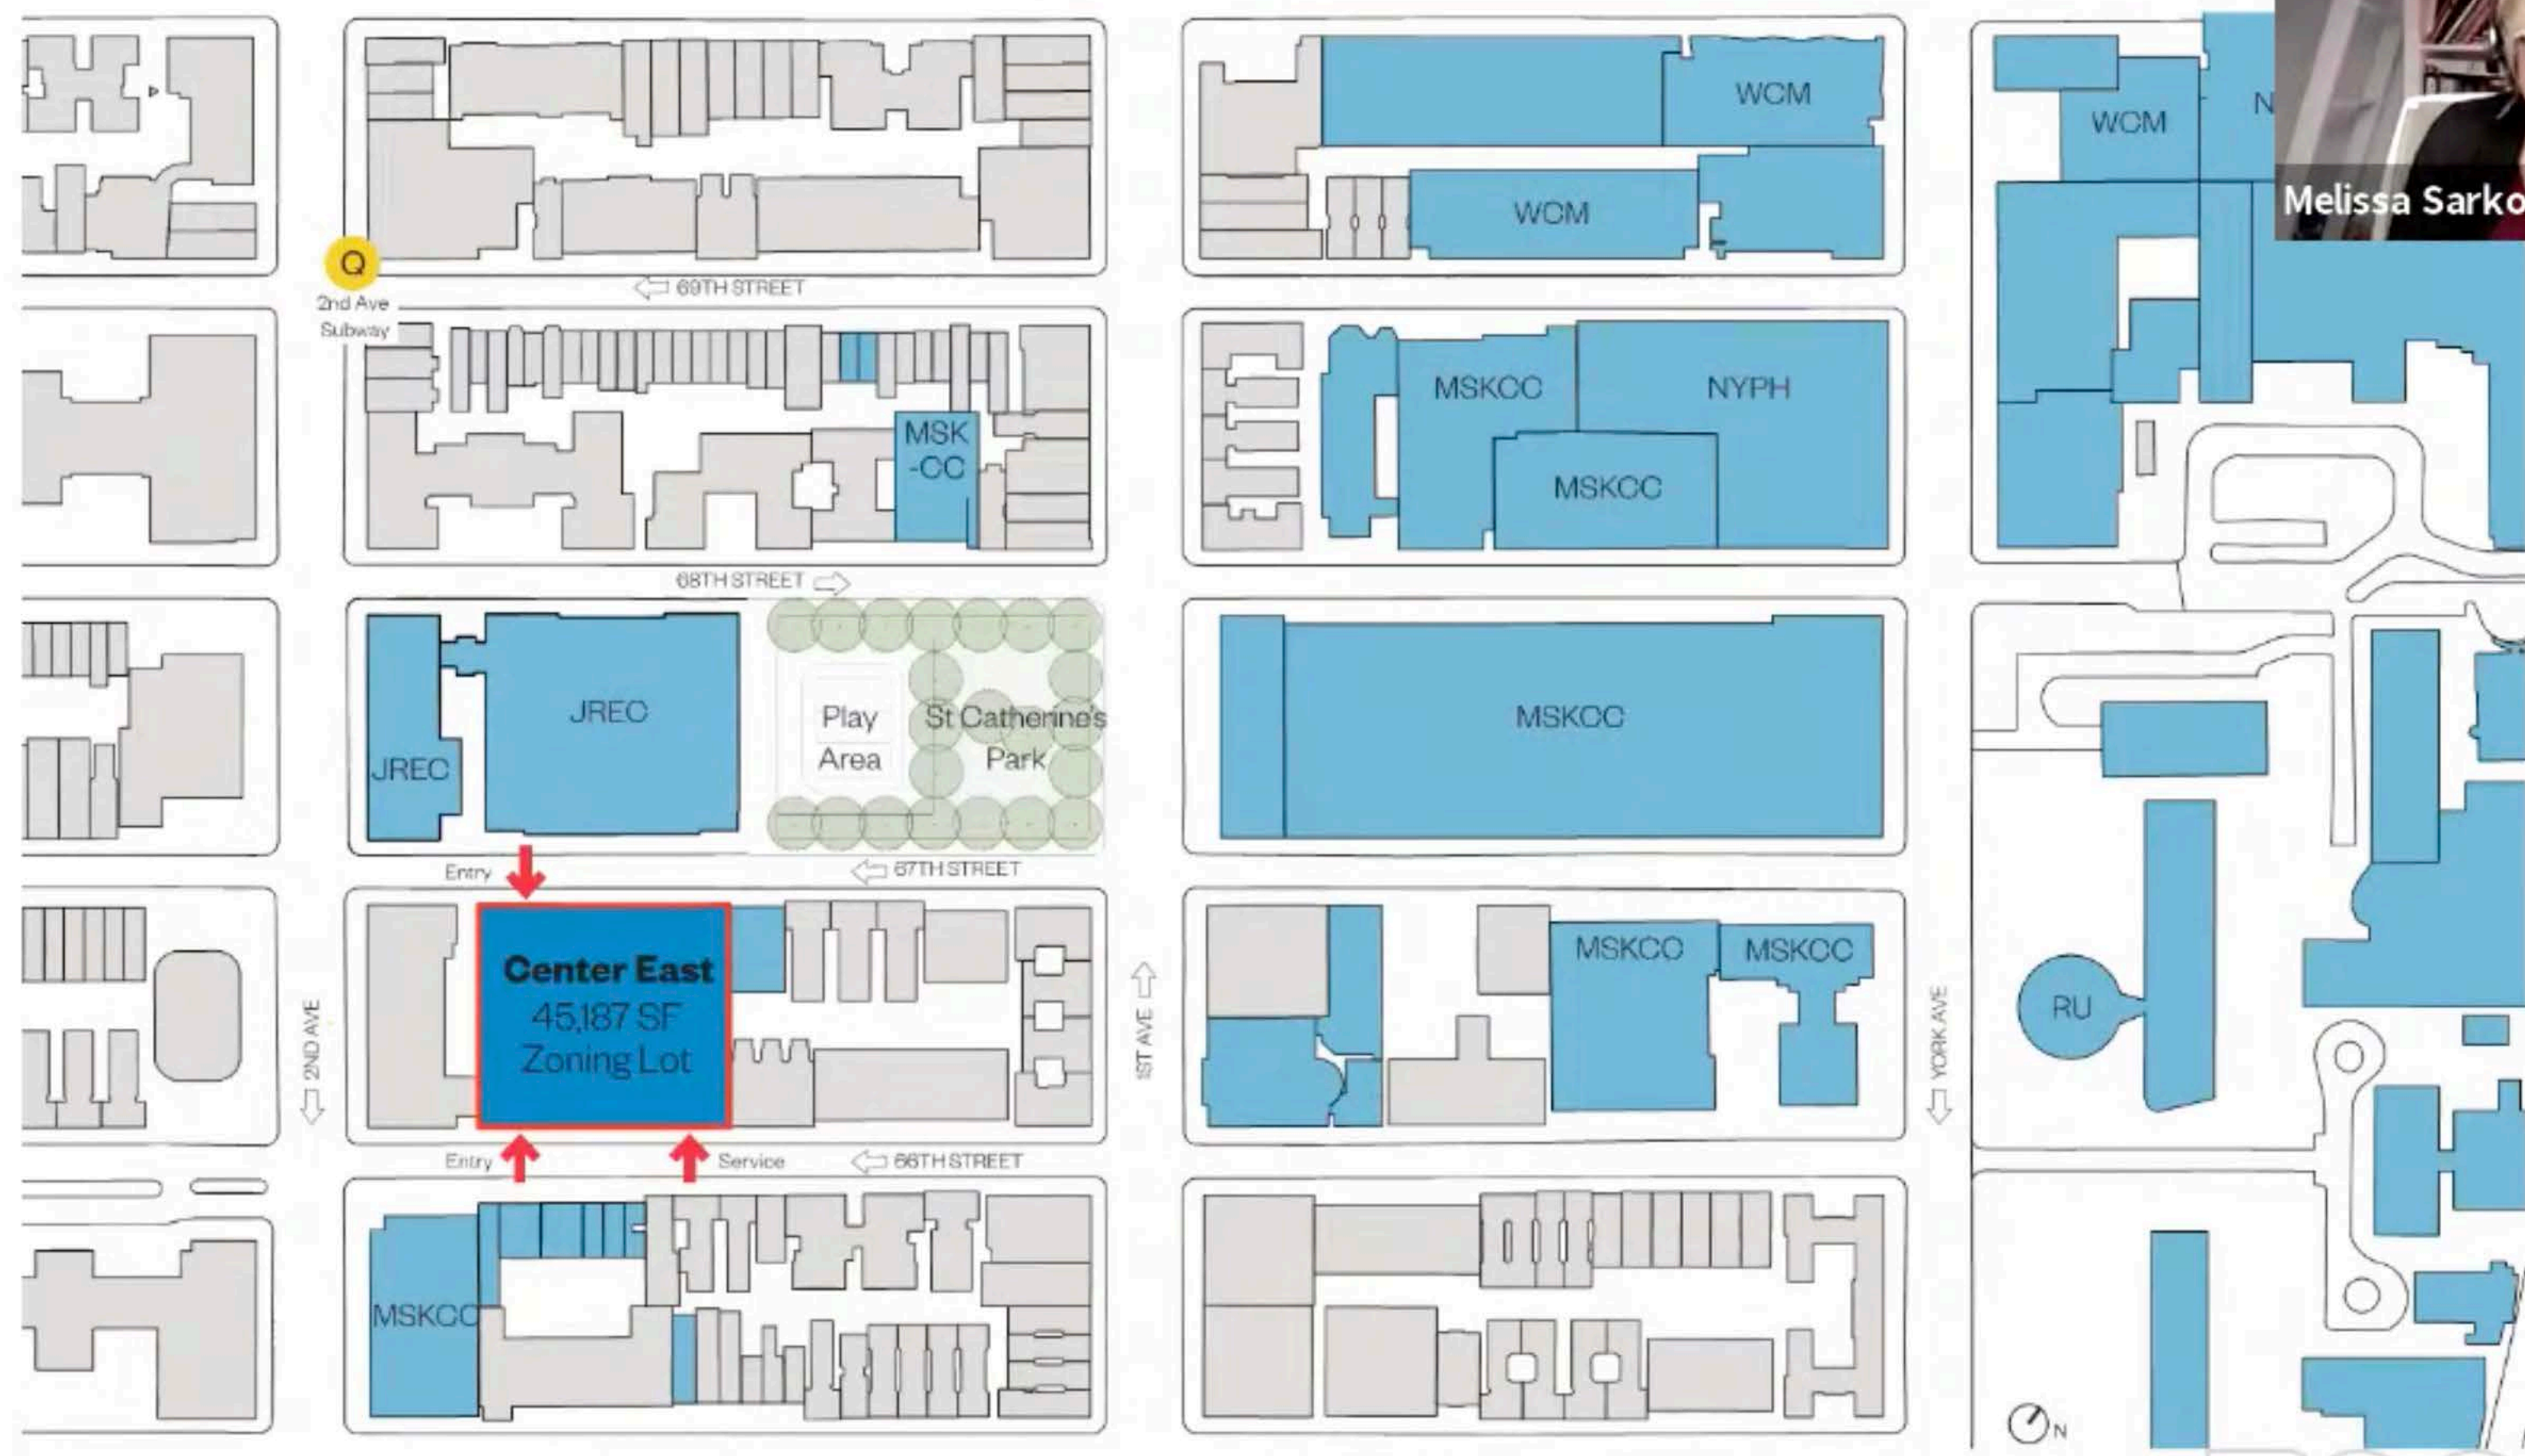 WCM
WCM
WCM
N
Melissa Sarko
Q
2nd Ave
Subway
69TH STREET
MSK
-CC
MSKCC
NYPH
MSKCC
68TH STREET
JREC
JREC
Play
Area
St Catherine's
Park
MSKCC
Entry
67TH STREET
Center East
45,187 SF
Zoning Lot
MSKCC
MSKCC
RU
2ND AVE
1ST AVE
YORK AVE
Entry
Service
66TH STREET
MSKCC
N